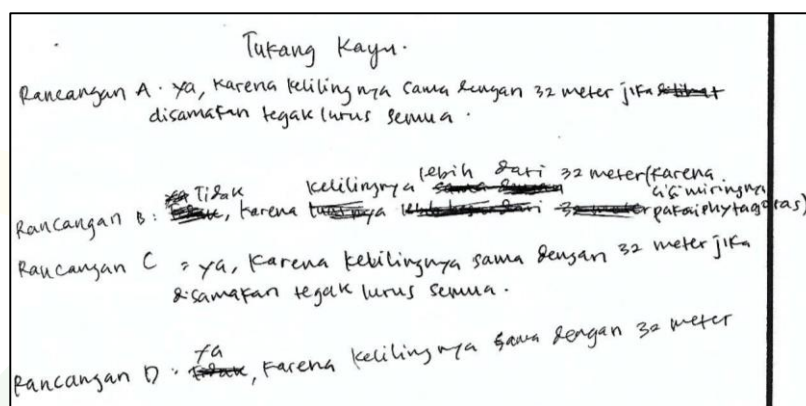 Tukang Kayu.
Rancangan A. ya, karena kelilingnya sama dengan 32 meter jika
disamakan tegak lurus semua.
Rancangan B: Tidak, karena kelilingnya lebih dari 32 meter (karena
sisi miringnya
pakai phytagoras)
Rancangan C = ya, karena kelilingnya sama dengan 32 meter jika
disamakan tegak lurus semua.
Rancangan D. ya, karena kelilingnya sama dengan 32 meter